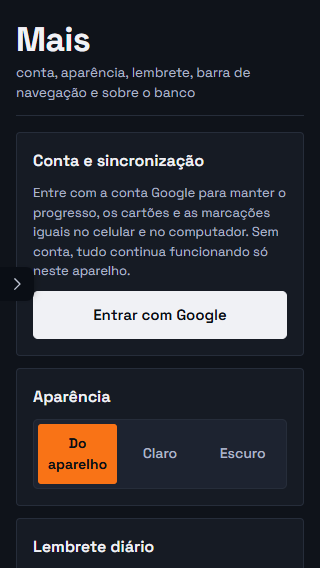 Mais
conta, aparência, lembrete, barra de
navegação e sobre o banco
Conta e sincronização
Entre com a conta Google para manter o
progresso, os cartões e as marcações
iguais no celular e no computador. Sem
conta, tudo continua funcionando só
neste aparelho.
Entrar com Google
Aparência
Do
aparelho
Claro
Escuro
Lembrete diário